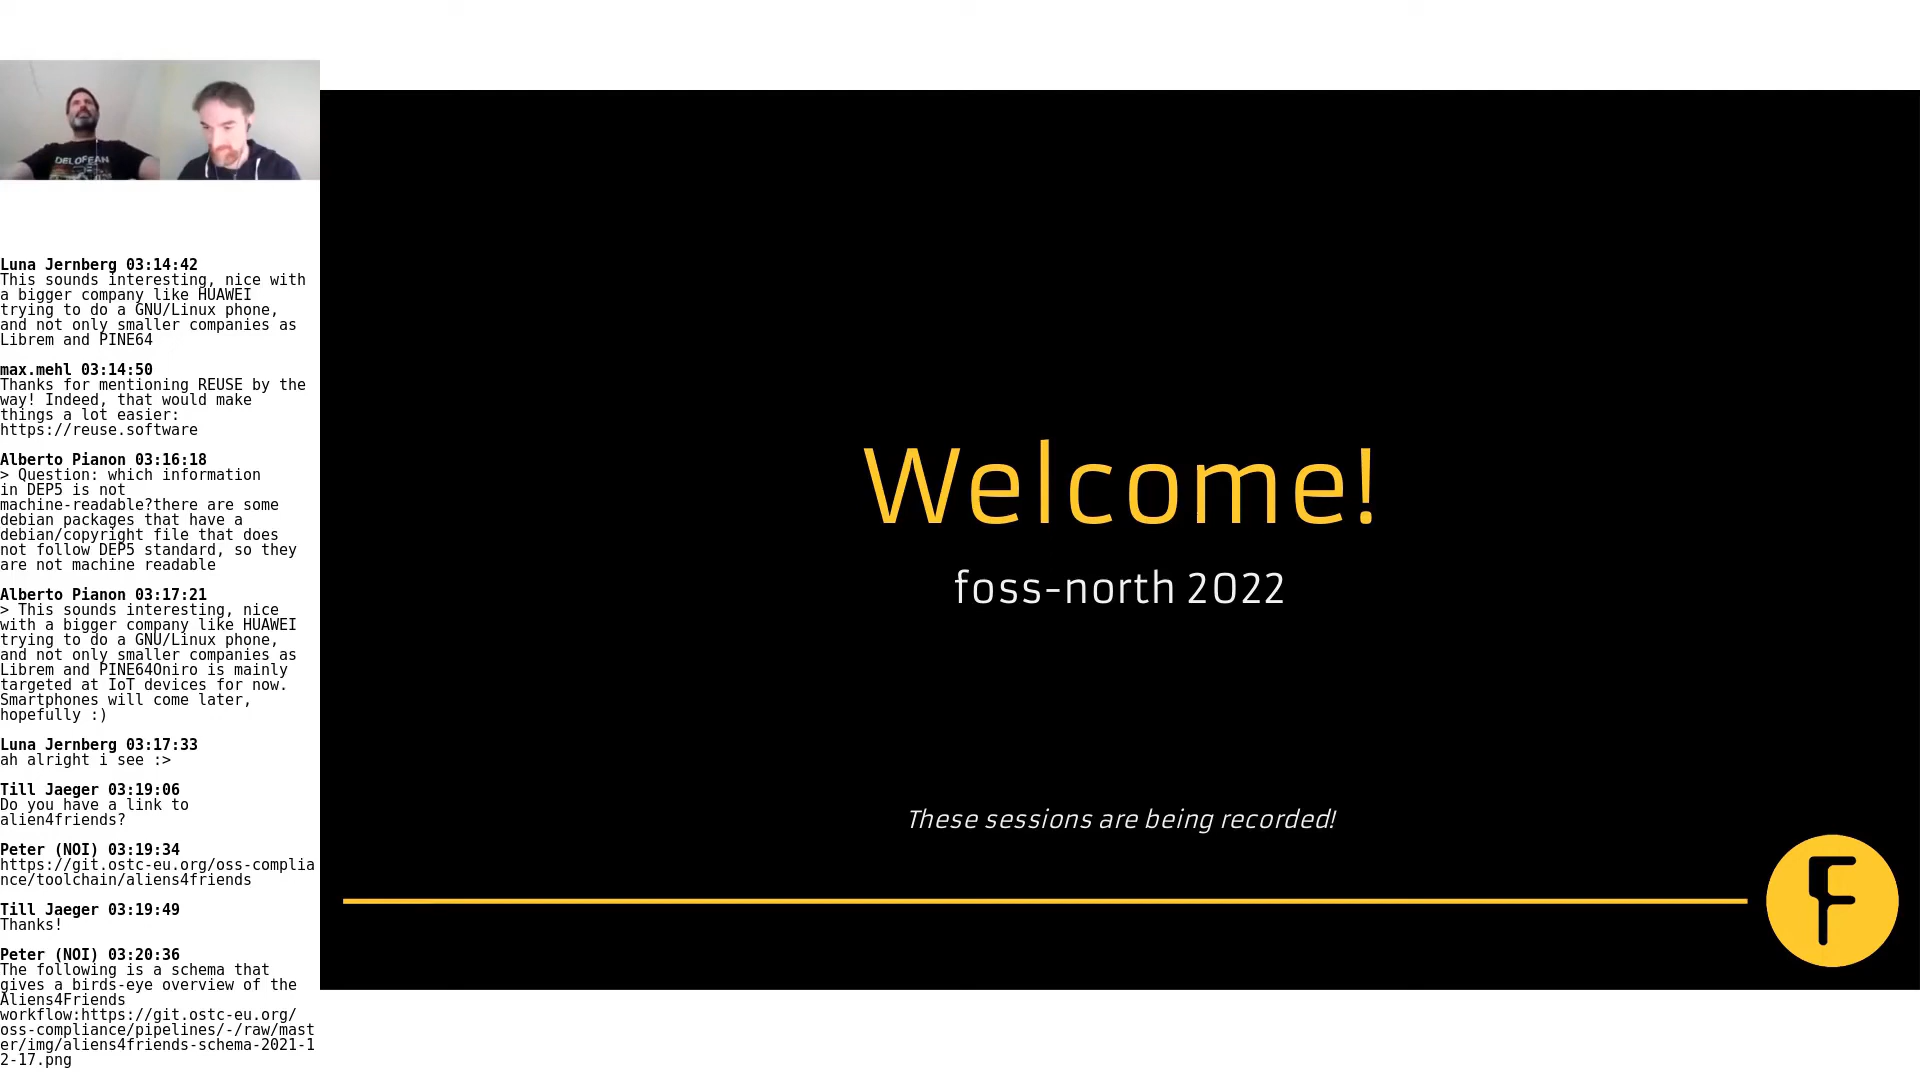 DELOREAN
Luna Jernberg 03:14:42
This sounds interesting, nice with
a bigger company like HUAWEI
trying to do a GNU/Linux phone,
and not only smaller companies as
Librem and PINE64
max.mehl 03:14:50
Thanks for mentioning REUSE by the
way! Indeed, that would make
things a lot easier:
https://reuse.software
Alberto Pianon 03:16:18
> Question: which information
in DEP5 is not
machine-readable?there are some
debian packages that have a
debian/copyright file that does
not follow DEP5 standard, so they
are not machine readable
Alberto Pianon 03:17:21
> This sounds interesting, nice
with a bigger company like HUAWEI
trying to do a GNU/Linux phone,
and not only smaller companies as
Librem and PINE64Oniro is mainly
targeted at IoT devices for now.
Smartphones will come later,
hopefully :)
Luna Jernberg 03:17:33
ah alright i see :>
Till Jaeger 03:19:06
Do you have a link to
alien4friends?
Peter (NOI) 03:19:34
https://git.ostc-eu.org/oss-complia
nce/toolchain/aliens4friends
Till Jaeger 03:19:49
Thanks!
Peter (NOI) 03:20:36
The following is a schema that
gives a birds-eye overview of the
Aliens4Friends
workflow:https://git.ostc-eu.org/
oss-compliance/pipelines/-/raw/mast
er/img/aliens4friends-schema-2021-1
2-17.png
Welcome!
foss-north 2022
These sessions are being recorded!
F